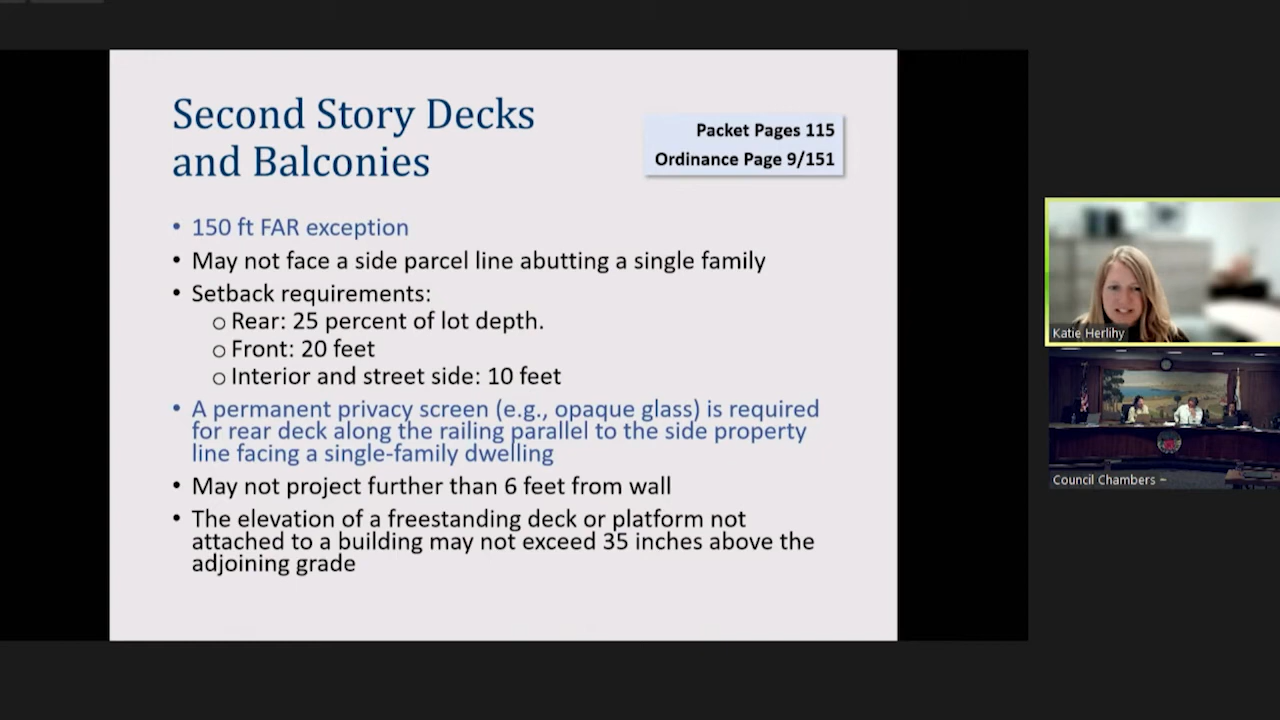 Second Story Decks
and Balconies
Packet Pages 115
Ordinance Page 9/151
• 150 ft FAR exception
• May not face a side parcel line abutting a single family
• Setback requirements:
o Rear: 25 percent of lot depth.
o Front: 20 feet
o Interior and street side: 10 feet
• A permanent privacy screen (e.g., opaque glass) is required
for rear deck along the railing parallel to the side property
line facing a single-family dwelling
• May not project further than 6 feet from wall
• The elevation of a freestanding deck or platform not
attached to a building may not exceed 35 inches above the
adjoining grade
Katie Herlihy
Council Chambers ~